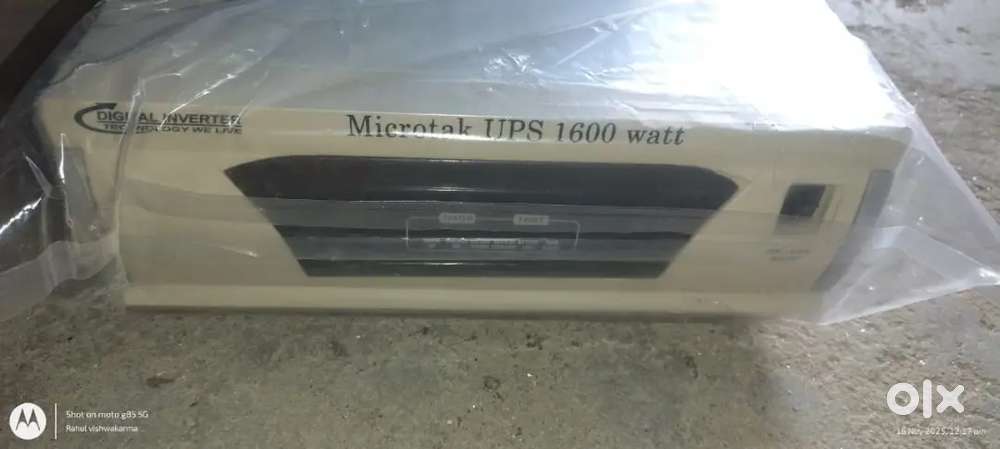 DIGITAL INVERTER
TECHNOLOGY WE LIVE
Microtak UPS 1600 watt
Shot on moto g85 5G
Rahul vishwakarma
olx